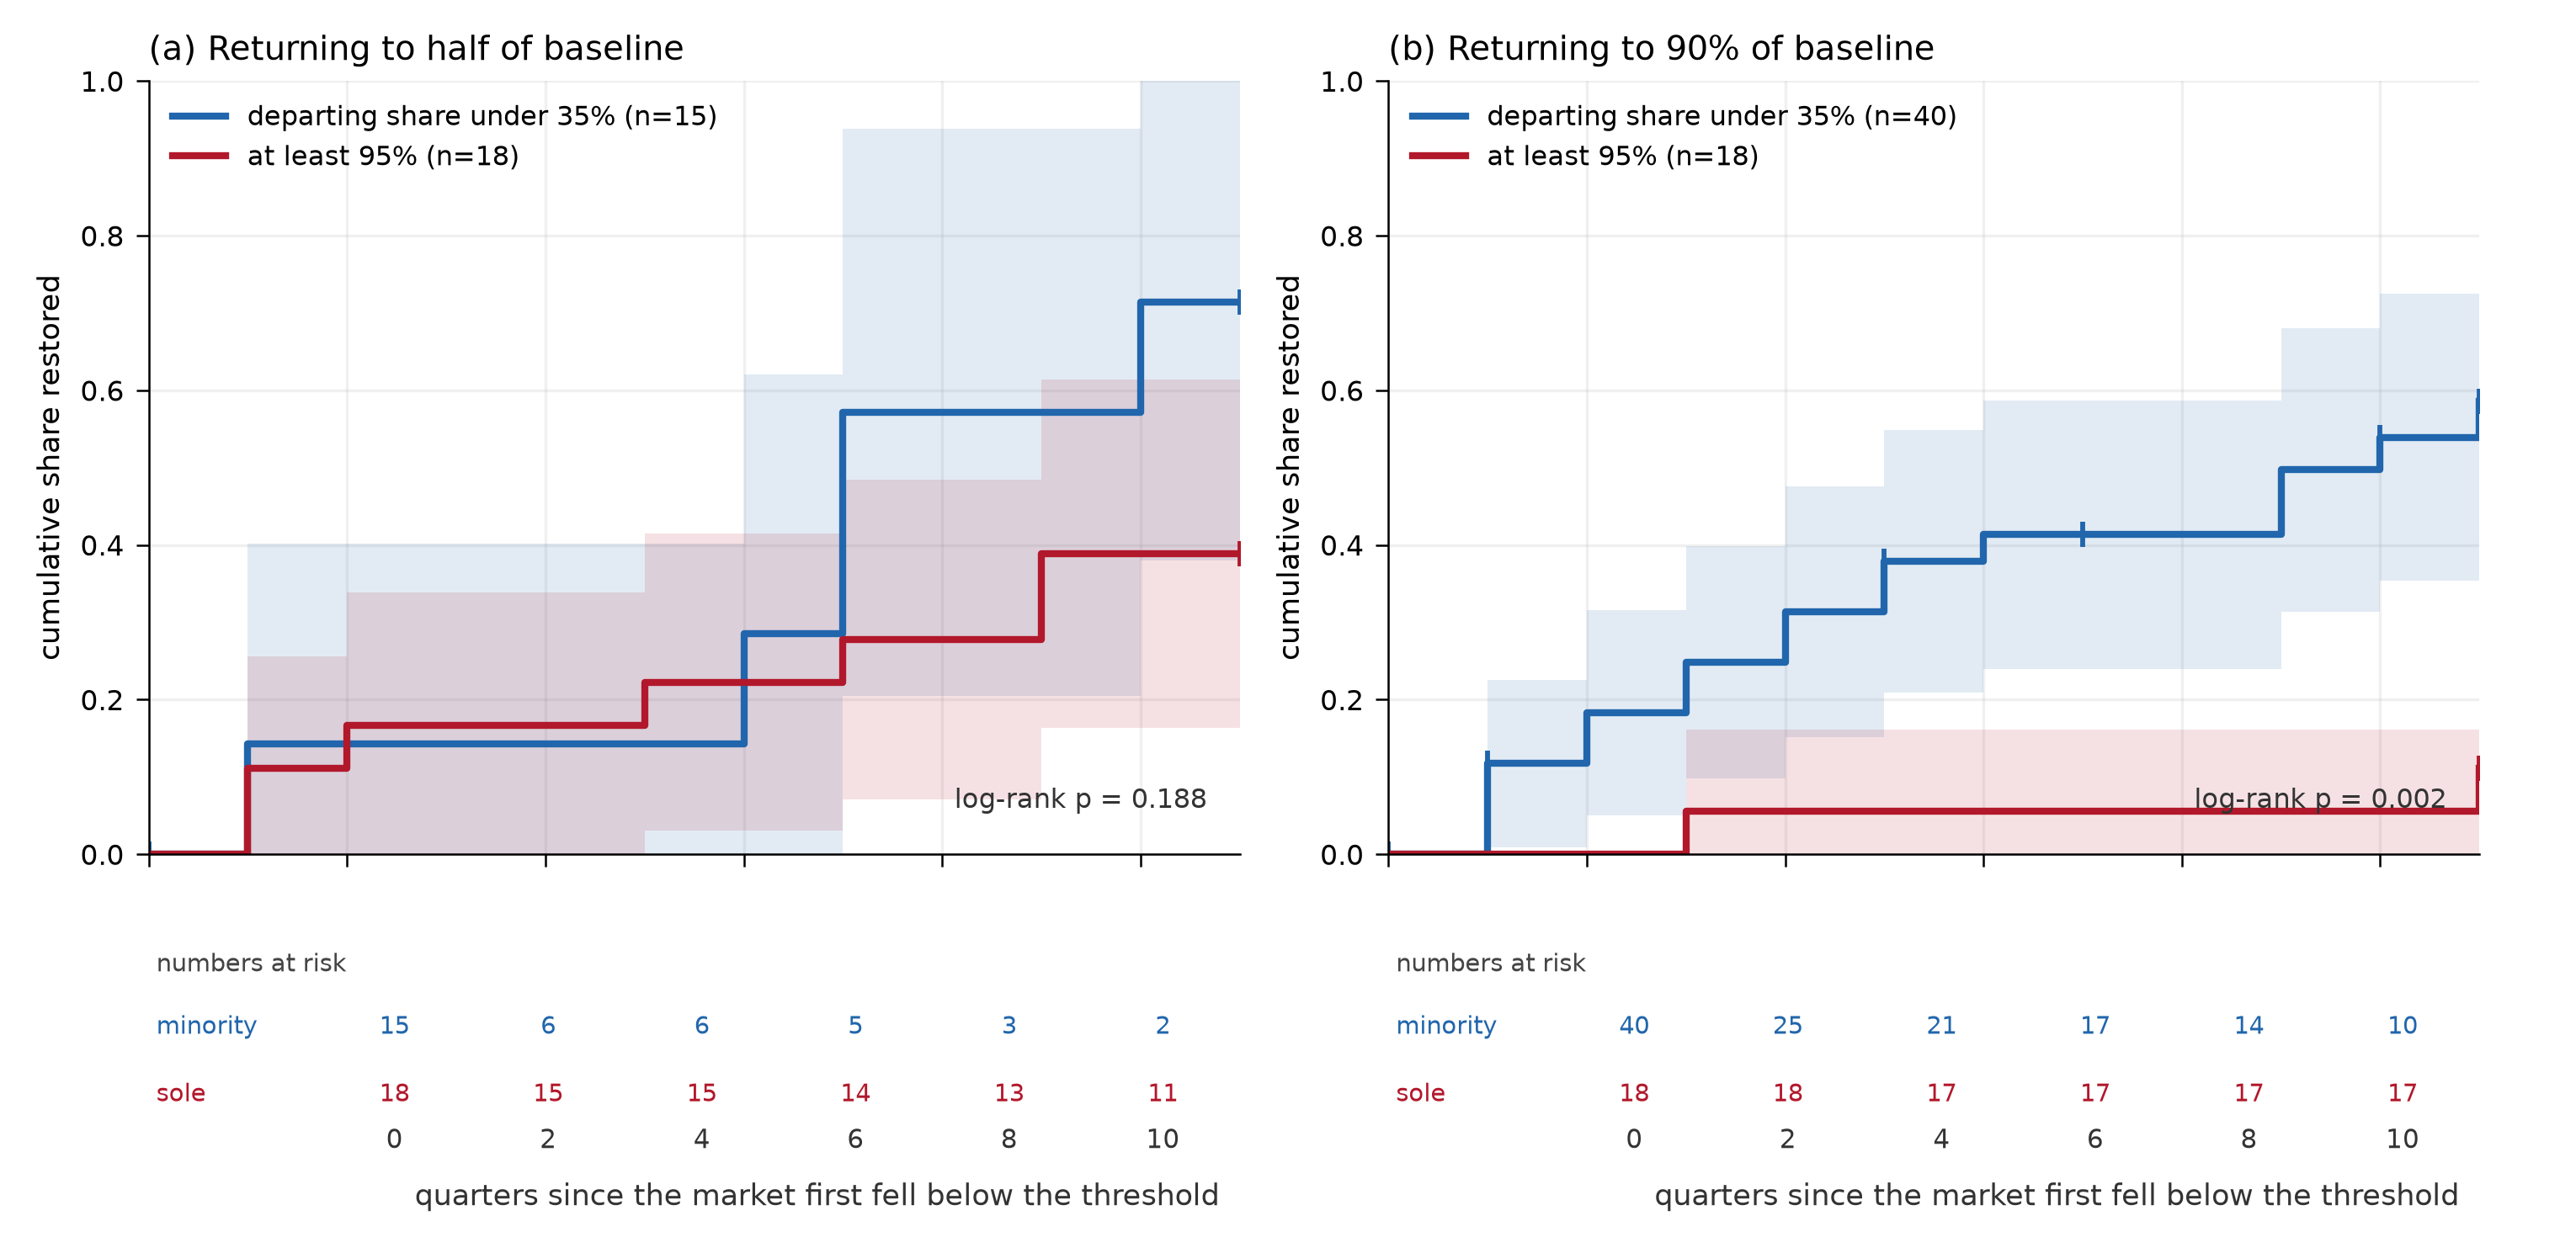 (a) Returning to half of baseline
1.0
0.8
0.6
0.4
0.2
0.0
cumulative share restored
departing share under 35% (n=15)
at least 95% (n=18)
log-rank p = 0.188
numbers at risk
minority 15 6 6 5 3 2
sole 18 15 15 14 13 11
0 2 4 6 8 10
quarters since the market first fell below the threshold
(b) Returning to 90% of baseline
1.0
0.8
0.6
0.4
0.2
0.0
cumulative share restored
departing share under 35% (n=40)
at least 95% (n=18)
log-rank p = 0.002
numbers at risk
minority 40 25 21 17 14 10
sole 18 18 17 17 17 17
0 2 4 6 8 10
quarters since the market first fell below the threshold